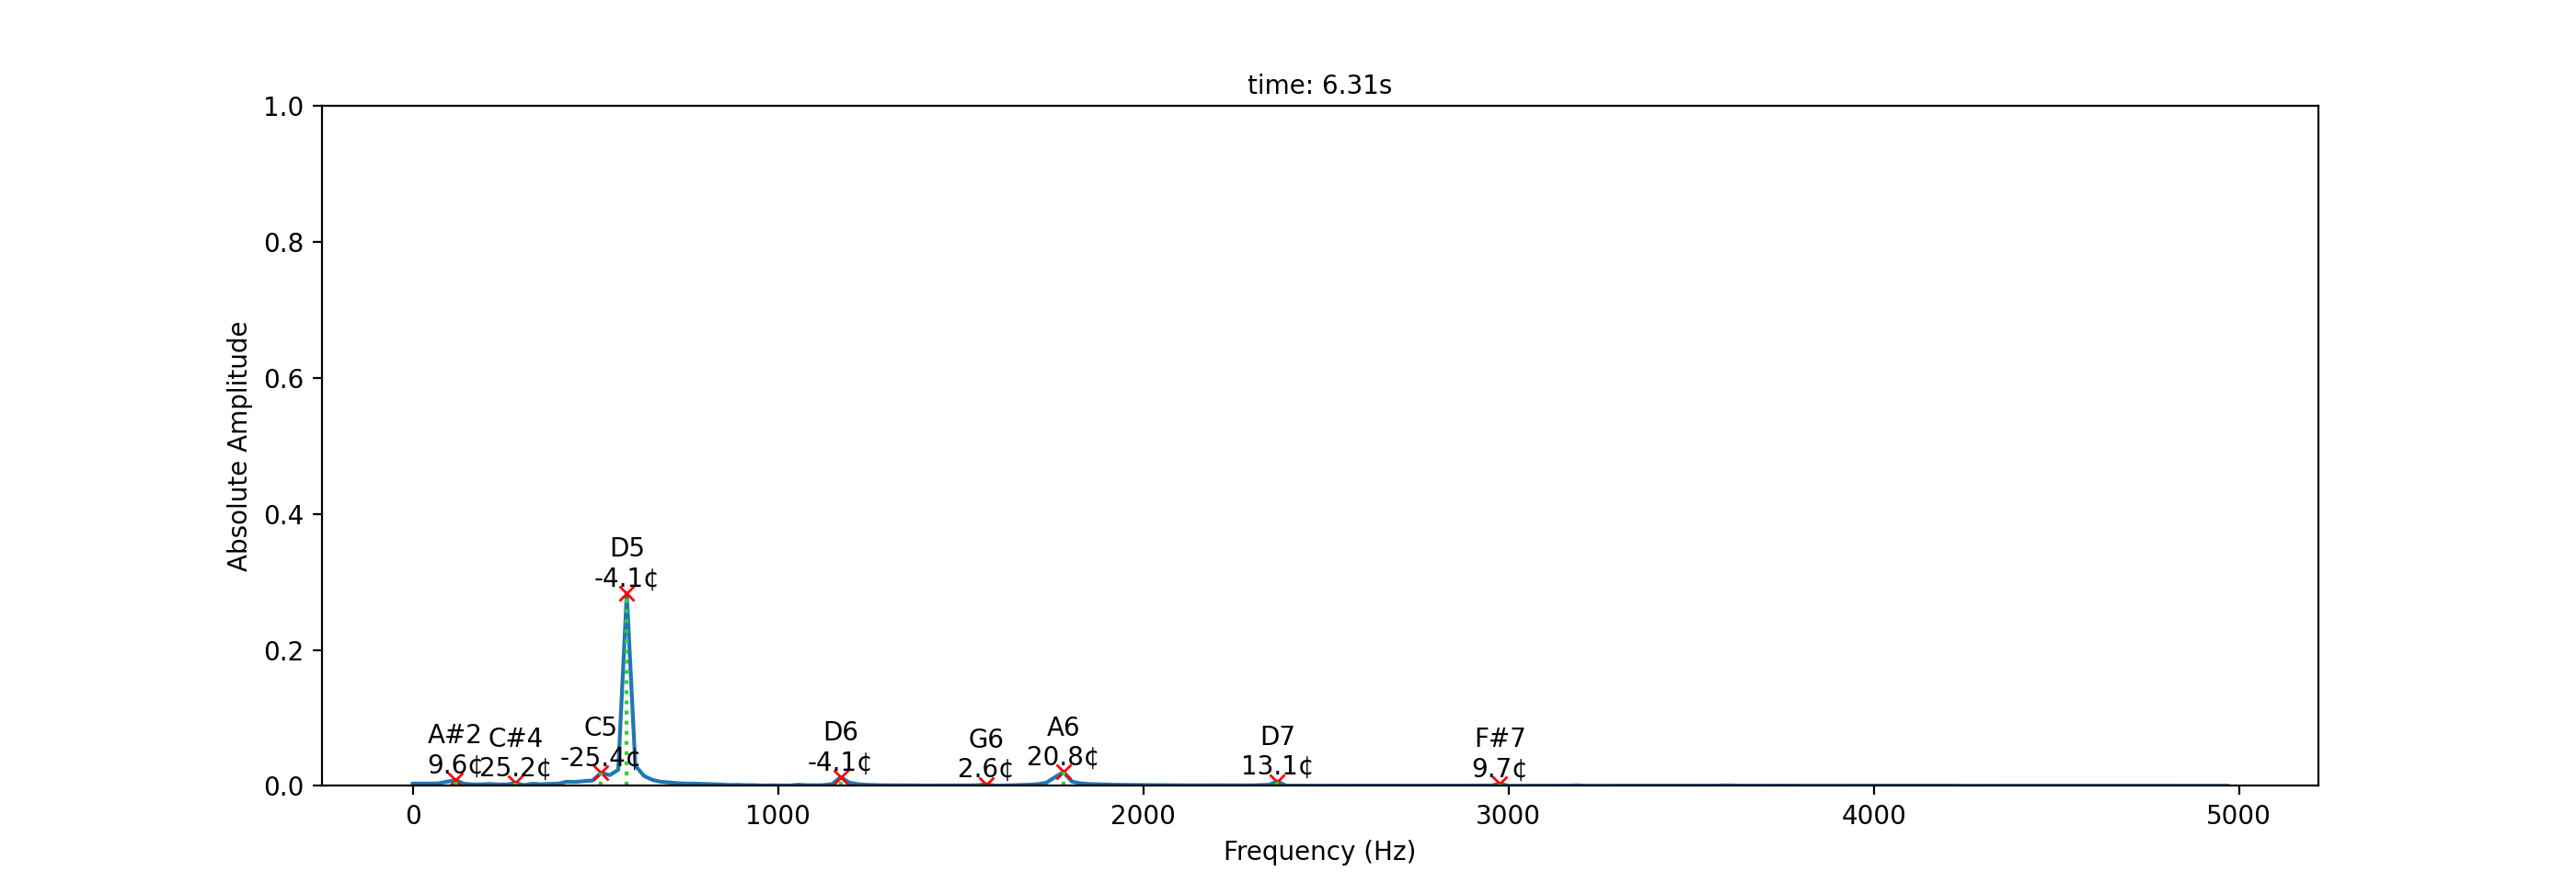 time: 6.31s
1.0
0.8
0.6
0.4
0.2
0.0
Absolute Amplitude
D5
-4.1¢
A#2
9.6¢
C#4
25.2¢
C5
-25.4¢
D6
-4.1¢
G6
2.6¢
A6
20.8¢
D7
13.1¢
F#7
9.7¢
0 1000 2000 3000 4000 5000
Frequency (Hz)